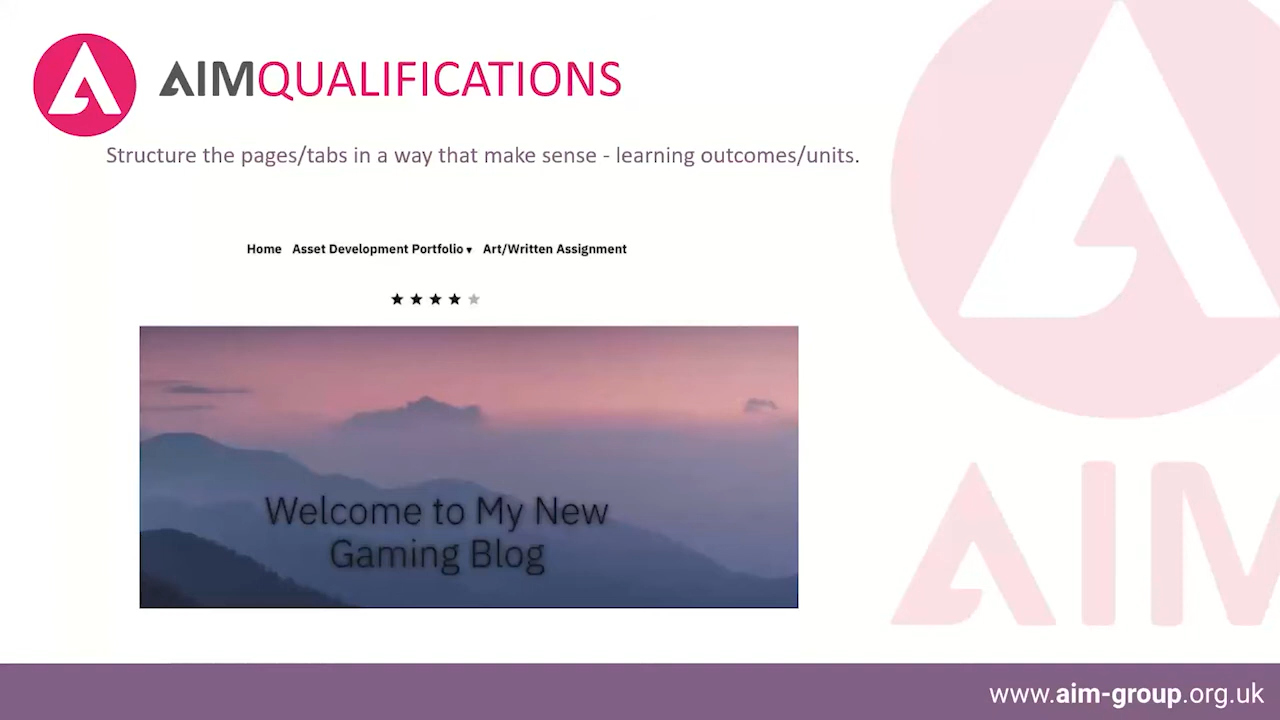 AIMQUALIFICATIONS
Structure the pages/tabs in a way that make sense - learning outcomes/units.
Home Asset Development Portfolio ▾ Art/Written Assignment
Welcome to My New
Gaming Blog
AIM
www.aim-group.org.uk